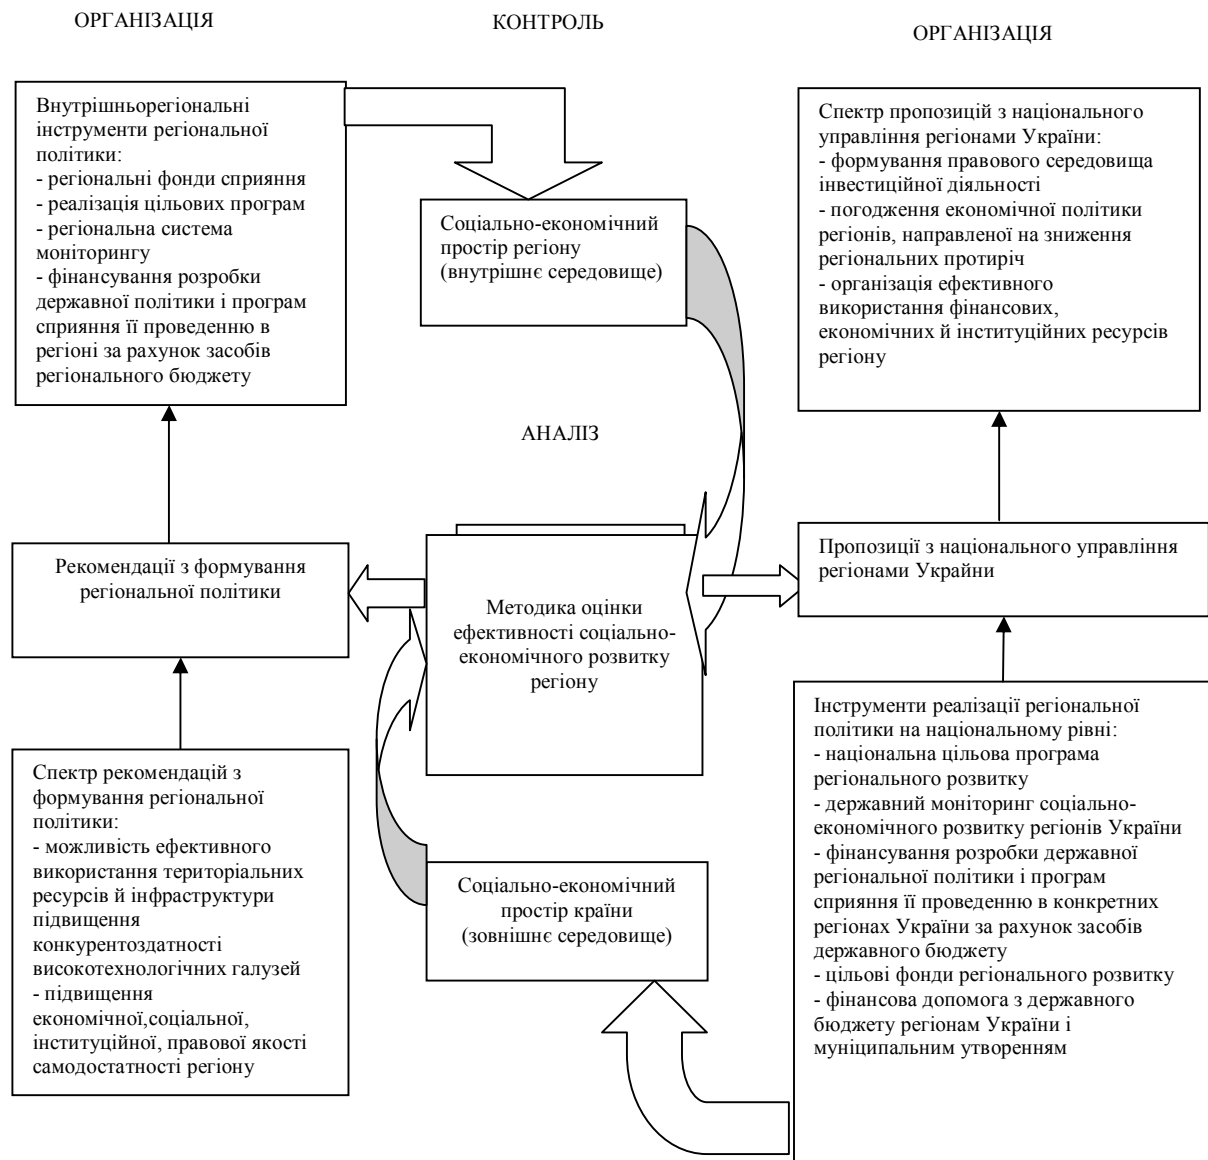 ОРГАНІЗАЦІЯ
КОНТРОЛЬ
ОРГАНІЗАЦІЯ
Внутрішньорегіональні
інструменти регіональної
політики:
- регіональні фонди сприяння
- реалізація цільових програм
- регіональна система
моніторингу
- фінансування розробки
державної політики і програм
сприяння її проведенню в
регіоні за рахунок засобів
регіонального бюджету
Соціально-економічний
простір регіону
(внутрішнє середовище)
Спектр пропозицій з національного
управління регіонами України:
- формування правового середовища
інвестиційної діяльності
- погодження економічної політики
регіонів, направленої на зниження
регіональних протиріч
- організація ефективного
використання фінансових,
економічних й інституційних ресурсів
регіону
АНАЛІЗ
Рекомендації з формування
регіональної політики
Методика оцінки
ефективності соціально-
економічного розвитку
регіону
Пропозиції з національного управління
регіонами Украйни
Спектр рекомендацій з
формування регіональної
політики:
- можливість ефективного
використання територіальних
ресурсів й інфраструктури
підвищення
конкурентоздатності
високотехнологічних галузей
- підвищення
економічної,соціальної,
інституційної, правової якості
самодостатності регіону
Соціально-економічний
простір країни
(зовнішнє середовище)
Інструменти реалізації регіональної
політики на національному рівні:
- національна цільова програма
регіонального розвитку
- державний моніторинг соціально-
економічного розвитку регіонів України
- фінансування розробки державної
регіональної політики і програм
сприяння її проведенню в конкретних
регіонах України за рахунок засобів
державного бюджету
- цільові фонди регіонального розвитку
- фінансова допомога з державного
бюджету регіонам України і
муніципальним утворенням